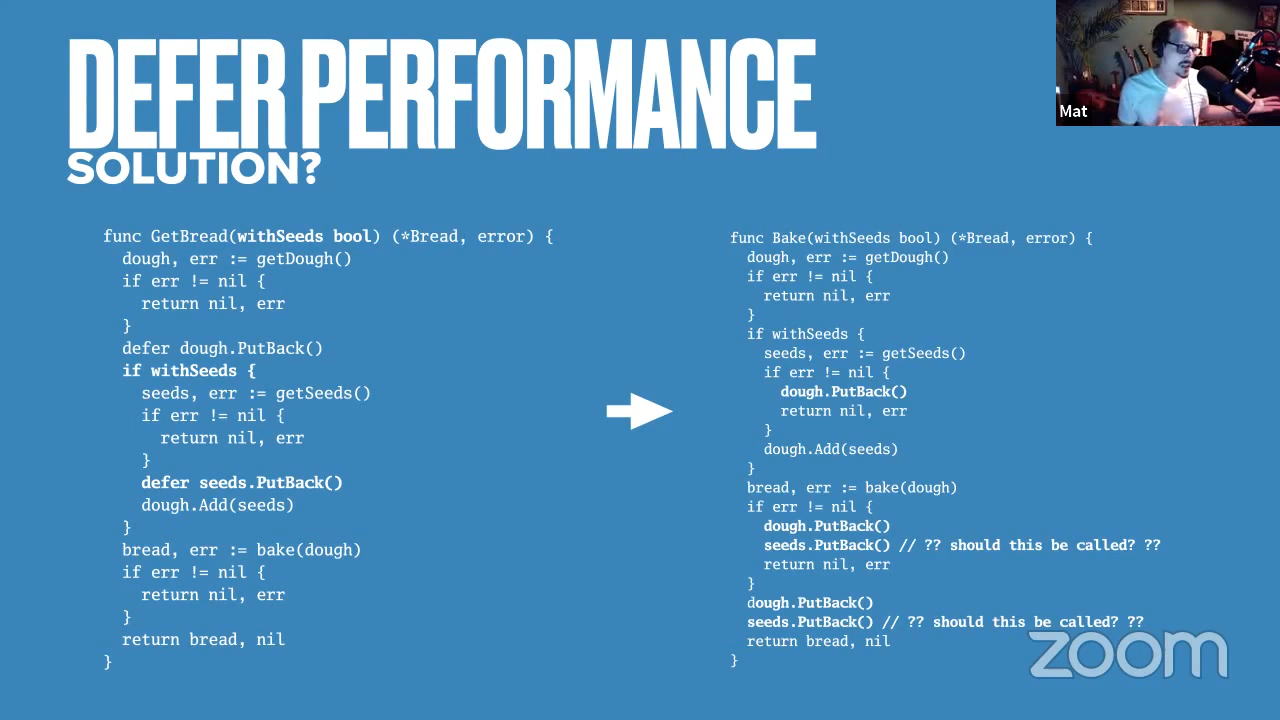 DEFER PERFORMANCE
SOLUTION?
Mat
func GetBread(withSeeds bool) (*Bread, error) {
dough, err := getDough()
if err != nil {
return nil, err
}
defer dough.PutBack()
if withSeeds {
seeds, err := getSeeds()
if err != nil {
return nil, err
}
defer seeds.PutBack()
dough.Add(seeds)
}
bread, err := bake(dough)
if err != nil {
return nil, err
}
return bread, nil
}
func Bake(withSeeds bool) (*Bread, error) {
dough, err := getDough()
if err != nil {
return nil, err
}
if withSeeds {
seeds, err := getSeeds()
if err != nil {
dough.PutBack()
return nil, err
}
dough.Add(seeds)
}
bread, err := bake(dough)
if err != nil {
dough.PutBack()
seeds.PutBack() // ?? should this be called? ??
return nil, err
}
dough.PutBack()
seeds.PutBack() // ?? should this be called? ??
return bread, nil
}
zoom